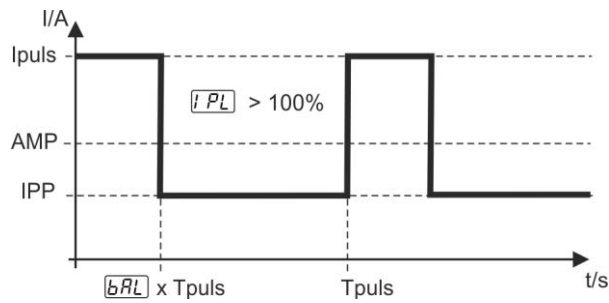 I/A
Ipuls
IPL > 100%
AMP
IPP
bAL x Tpuls
Tpuls
t/s